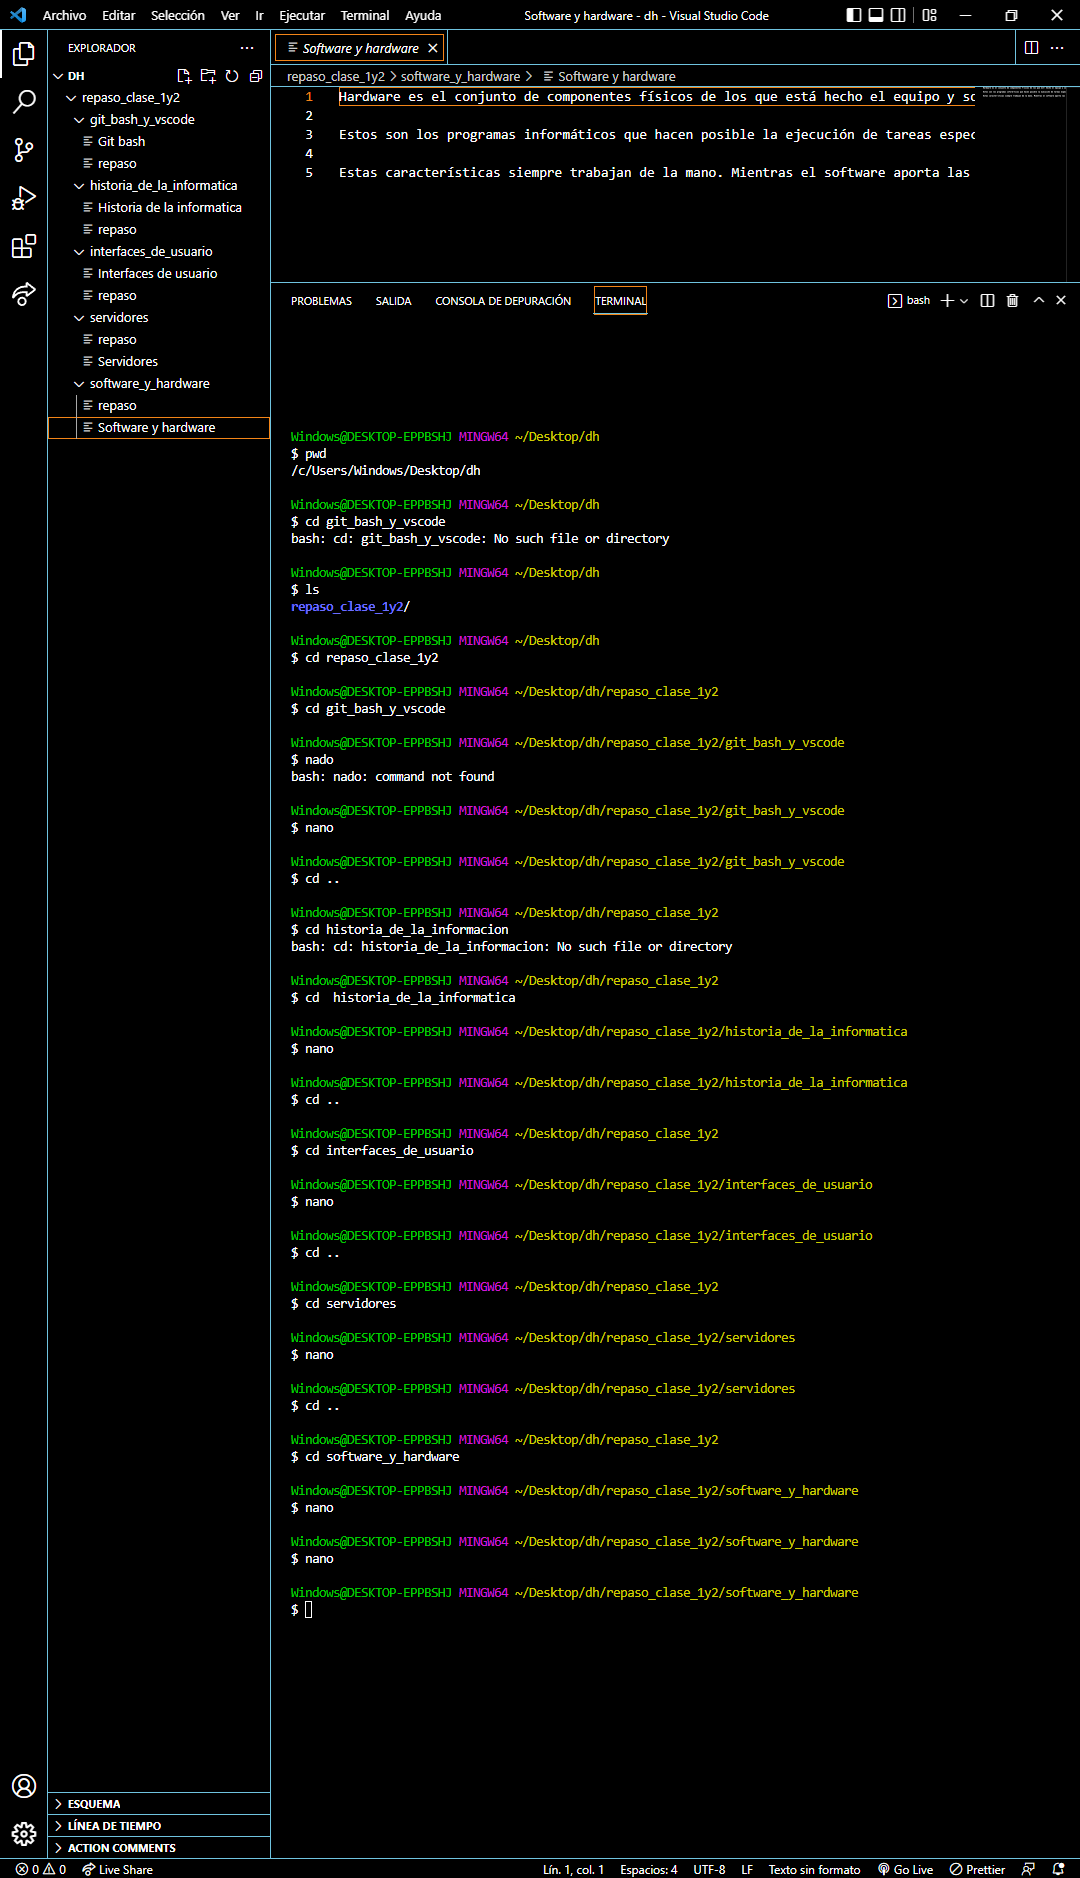 Archivo Editar Selección Ver Ir Ejecutar Terminal Ayuda Software y hardware - dh - Visual Studio Code
EXPLORADOR
DH
repaso_clase_1y2
git_bash_y_vscode
Git bash
repaso
historia_de_la_informatica
Historia de la informatica
repaso
interfaces_de_usuario
Interfaces de usuario
repaso
servidores
repaso
Servidores
software_y_hardware
repaso
Software y hardware
Software y hardware
repaso_clase_1y2 > software_y_hardware > Software y hardware
1 Hardware es el conjunto de componentes físicos de los que está hecho el equipo y so
2
3 Estos son los programas informáticos que hacen posible la ejecución de tareas espec
4
5 Estas características siempre trabajan de la mano. Mientras el software aporta las
PROBLEMAS SALIDA CONSOLA DE DEPURACIÓN TERMINAL bash
Windows@DESKTOP-EPPBSHJ MINGW64 ~/Desktop/dh
$ pwd
/c/Users/Windows/Desktop/dh
Windows@DESKTOP-EPPBSHJ MINGW64 ~/Desktop/dh
$ cd git_bash_y_vscode
bash: cd: git_bash_y_vscode: No such file or directory
Windows@DESKTOP-EPPBSHJ MINGW64 ~/Desktop/dh
$ ls
repaso_clase_1y2/
Windows@DESKTOP-EPPBSHJ MINGW64 ~/Desktop/dh
$ cd repaso_clase_1y2
Windows@DESKTOP-EPPBSHJ MINGW64 ~/Desktop/dh/repaso_clase_1y2
$ cd git_bash_y_vscode
Windows@DESKTOP-EPPBSHJ MINGW64 ~/Desktop/dh/repaso_clase_1y2/git_bash_y_vscode
$ nado
bash: nado: command not found
Windows@DESKTOP-EPPBSHJ MINGW64 ~/Desktop/dh/repaso_clase_1y2/git_bash_y_vscode
$ nano
Windows@DESKTOP-EPPBSHJ MINGW64 ~/Desktop/dh/repaso_clase_1y2/git_bash_y_vscode
$ cd ..
Windows@DESKTOP-EPPBSHJ MINGW64 ~/Desktop/dh/repaso_clase_1y2
$ cd historia_de_la_informacion
bash: cd: historia_de_la_informacion: No such file or directory
Windows@DESKTOP-EPPBSHJ MINGW64 ~/Desktop/dh/repaso_clase_1y2
$ cd  historia_de_la_informatica
Windows@DESKTOP-EPPBSHJ MINGW64 ~/Desktop/dh/repaso_clase_1y2/historia_de_la_informatica
$ nano
Windows@DESKTOP-EPPBSHJ MINGW64 ~/Desktop/dh/repaso_clase_1y2/historia_de_la_informatica
$ cd ..
Windows@DESKTOP-EPPBSHJ MINGW64 ~/Desktop/dh/repaso_clase_1y2
$ cd interfaces_de_usuario
Windows@DESKTOP-EPPBSHJ MINGW64 ~/Desktop/dh/repaso_clase_1y2/interfaces_de_usuario
$ nano
Windows@DESKTOP-EPPBSHJ MINGW64 ~/Desktop/dh/repaso_clase_1y2/interfaces_de_usuario
$ cd ..
Windows@DESKTOP-EPPBSHJ MINGW64 ~/Desktop/dh/repaso_clase_1y2
$ cd servidores
Windows@DESKTOP-EPPBSHJ MINGW64 ~/Desktop/dh/repaso_clase_1y2/servidores
$ nano
Windows@DESKTOP-EPPBSHJ MINGW64 ~/Desktop/dh/repaso_clase_1y2/servidores
$ cd ..
Windows@DESKTOP-EPPBSHJ MINGW64 ~/Desktop/dh/repaso_clase_1y2
$ cd software_y_hardware
Windows@DESKTOP-EPPBSHJ MINGW64 ~/Desktop/dh/repaso_clase_1y2/software_y_hardware
$ nano
Windows@DESKTOP-EPPBSHJ MINGW64 ~/Desktop/dh/repaso_clase_1y2/software_y_hardware
$ nano
Windows@DESKTOP-EPPBSHJ MINGW64 ~/Desktop/dh/repaso_clase_1y2/software_y_hardware
$
ESQUEMA
LÍNEA DE TIEMPO
ACTION COMMENTS
0 0 Live Share Lín. 1, col. 1 Espacios: 4 UTF-8 LF Texto sin formato Go Live Prettier